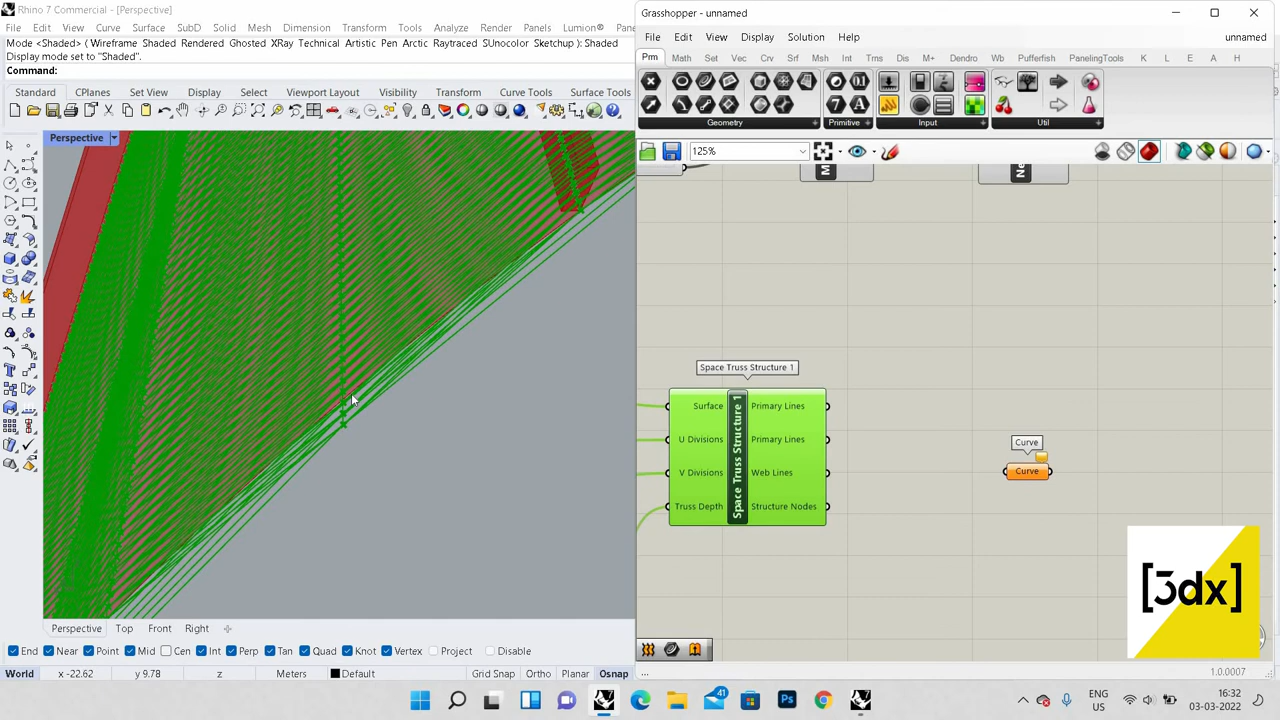 Rhino 7 Commercial - [Perspective]
File Edit View Curve Surface SubD Solid Mesh Dimension Transform Tools Analyze Render Panels Lumion® Pan
Mode <Shaded> ( Wireframe Shaded Rendered Ghosted XRay Technical Artistic Pen Arctic Raytraced SUnocolor Sketchup ): Shaded
Display mode set to "Shaded".
Command:
Standard CPlanes Set View Display Select Viewport Layout Visibility Transform Curve Tools Surface Tools
Perspective
Perspective Top Front Right
End Near Point Mid Cen Int Perp Tan Quad Knot Vertex Project Disable
World x -22.62 y 9.78 z Meters Default Grid Snap Ortho Planar Osnap
Grasshopper - unnamed
File Edit View Display Solution Help unnamed
Prm Math Set Vec Crv Srf Msh Int Trns Dis M+ Dendro Wb Pufferfish PanelingTools K L E A H
Geometry Primitive Input Util
125%
M
Ne
Space Truss Structure 1
Surface
U Divisions
V Divisions
Truss Depth
Space Truss Structure 1
Primary Lines
Primary Lines
Web Lines
Structure Nodes
Curve
Curve
[3dx]
...
1.0.0007
41
ENG
US
16:32
03-03-2022